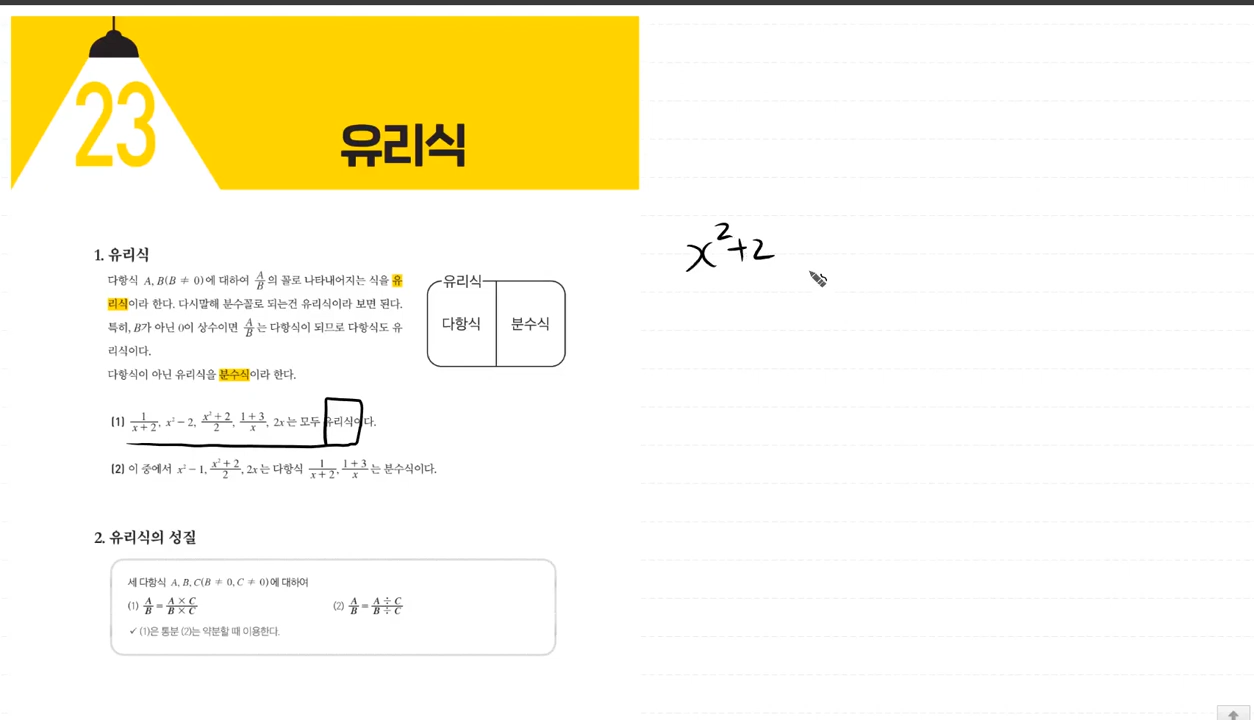 23
유리식
1. 유리식
다항식 A, B(B ≠ 0)에 대하여 A/B의 꼴로 나타내어지는 식을 유
리식이라 한다. 다시말해 분수꼴로 되는건 유리식이라 보면 된다.
특히, B가 아닌 0이 상수이면 A/B는 다항식이 되므로 다항식도 유
리식이다.
다항식이 아닌 유리식을 분수식이라 한다.
유리식
다항식 분수식
(1) 1/(x+2), x²−2, (x²+2)/2, (1+3)/x, 2x는 모두 유리식이다.
(2) 이 중에서 x²−1, (x²+2)/2, 2x는 다항식 1/(x+2), (1+3)/x는 분수식이다.
2. 유리식의 성질
세 다항식 A, B, C(B ≠ 0, C ≠ 0)에 대하여
(1) A/B = (A × C)/(B × C) (2) A/B = (A ÷ C)/(B ÷ C)
✓ (1)은 통분 (2)는 약분할 때 이용한다.
x²+2